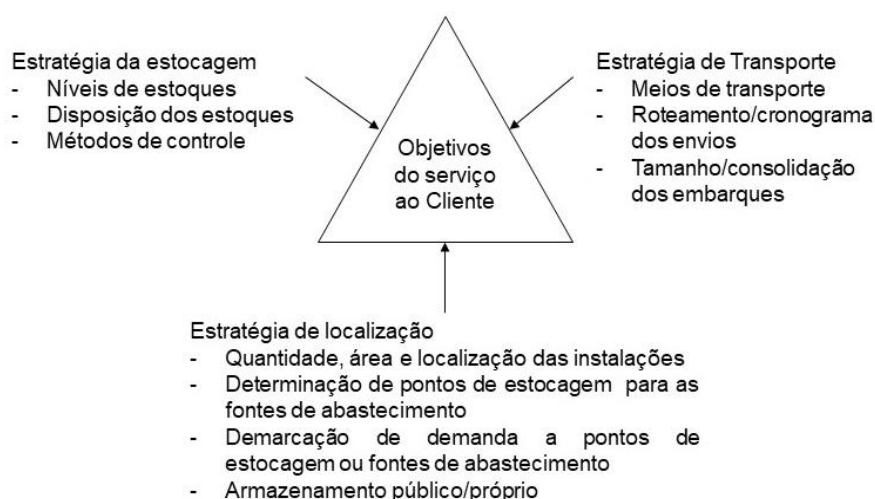 Estratégia da estocagem
- Níveis de estoques
- Disposição dos estoques
- Métodos de controle
Objetivos
do serviço
ao Cliente
Estratégia de Transporte
- Meios de transporte
- Roteamento/cronograma
dos envios
- Tamanho/consolidação
dos embarques
Estratégia de localização
- Quantidade, área e localização das instalações
- Determinação de pontos de estocagem para as
fontes de abastecimento
- Demarcação de demanda a pontos de
estocagem ou fontes de abastecimento
- Armazenamento público/próprio